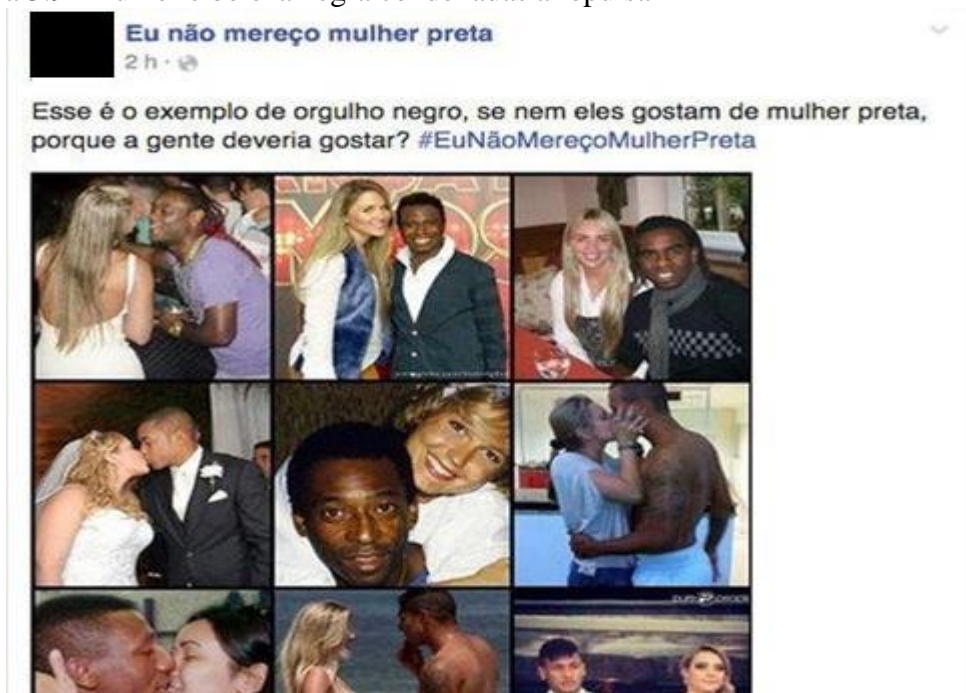 Eu não mereço mulher preta
2 h ·
Esse é o exemplo de orgulho negro, se nem eles gostam de mulher preta,
porque a gente deveria gostar? #EuNãoMereçoMulherPreta